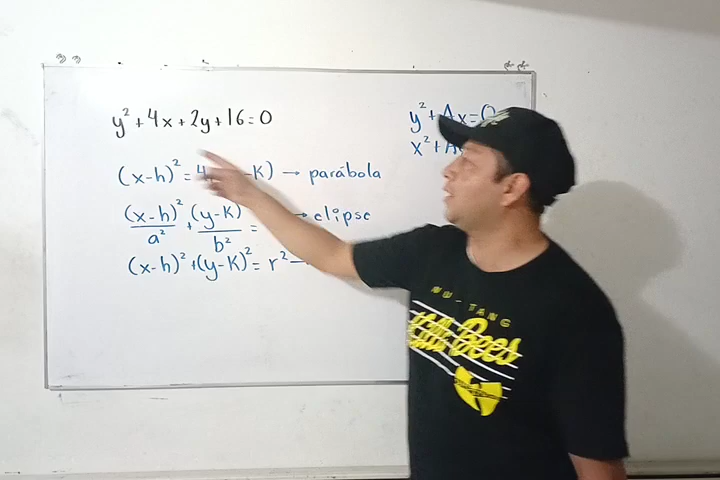 y² + 4x + 2y + 16 = 0
(x-h)² = 4 -k) → parábola
(x-h)²/a² + (y-k)/b² = → elipse
(x-h)² + (y-k)² = r²
y² + Ax = 0
x² + A
WU-TANG
Killa Bees